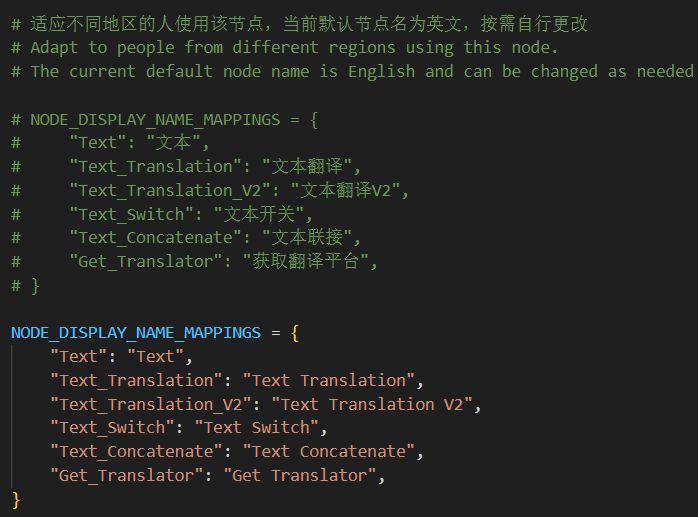 # 适应不同地区的人使用该节点，当前默认节点名为英文，按需自行更改
# Adapt to people from different regions using this node.
# The current default node name is English and can be changed as needed
# NODE_DISPLAY_NAME_MAPPINGS = {
#     "Text": "文本",
#     "Text_Translation": "文本翻译",
#     "Text_Translation_V2": "文本翻译V2",
#     "Text_Switch": "文本开关",
#     "Text_Concatenate": "文本联接",
#     "Get_Translator": "获取翻译平台",
# }
NODE_DISPLAY_NAME_MAPPINGS = {
    "Text": "Text",
    "Text_Translation": "Text Translation",
    "Text_Translation_V2": "Text Translation V2",
    "Text_Switch": "Text Switch",
    "Text_Concatenate": "Text Concatenate",
    "Get_Translator": "Get Translator",
}